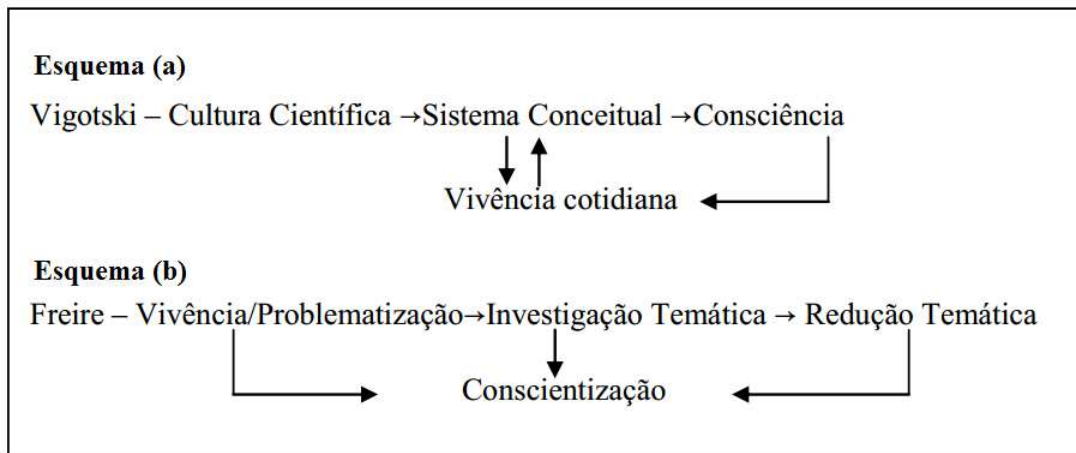 Esquema (a)
Vigotski – Cultura Científica →Sistema Conceitual →Consciência
Vivência cotidiana
Esquema (b)
Freire – Vivência/Problematização→Investigação Temática → Redução Temática
Conscientização